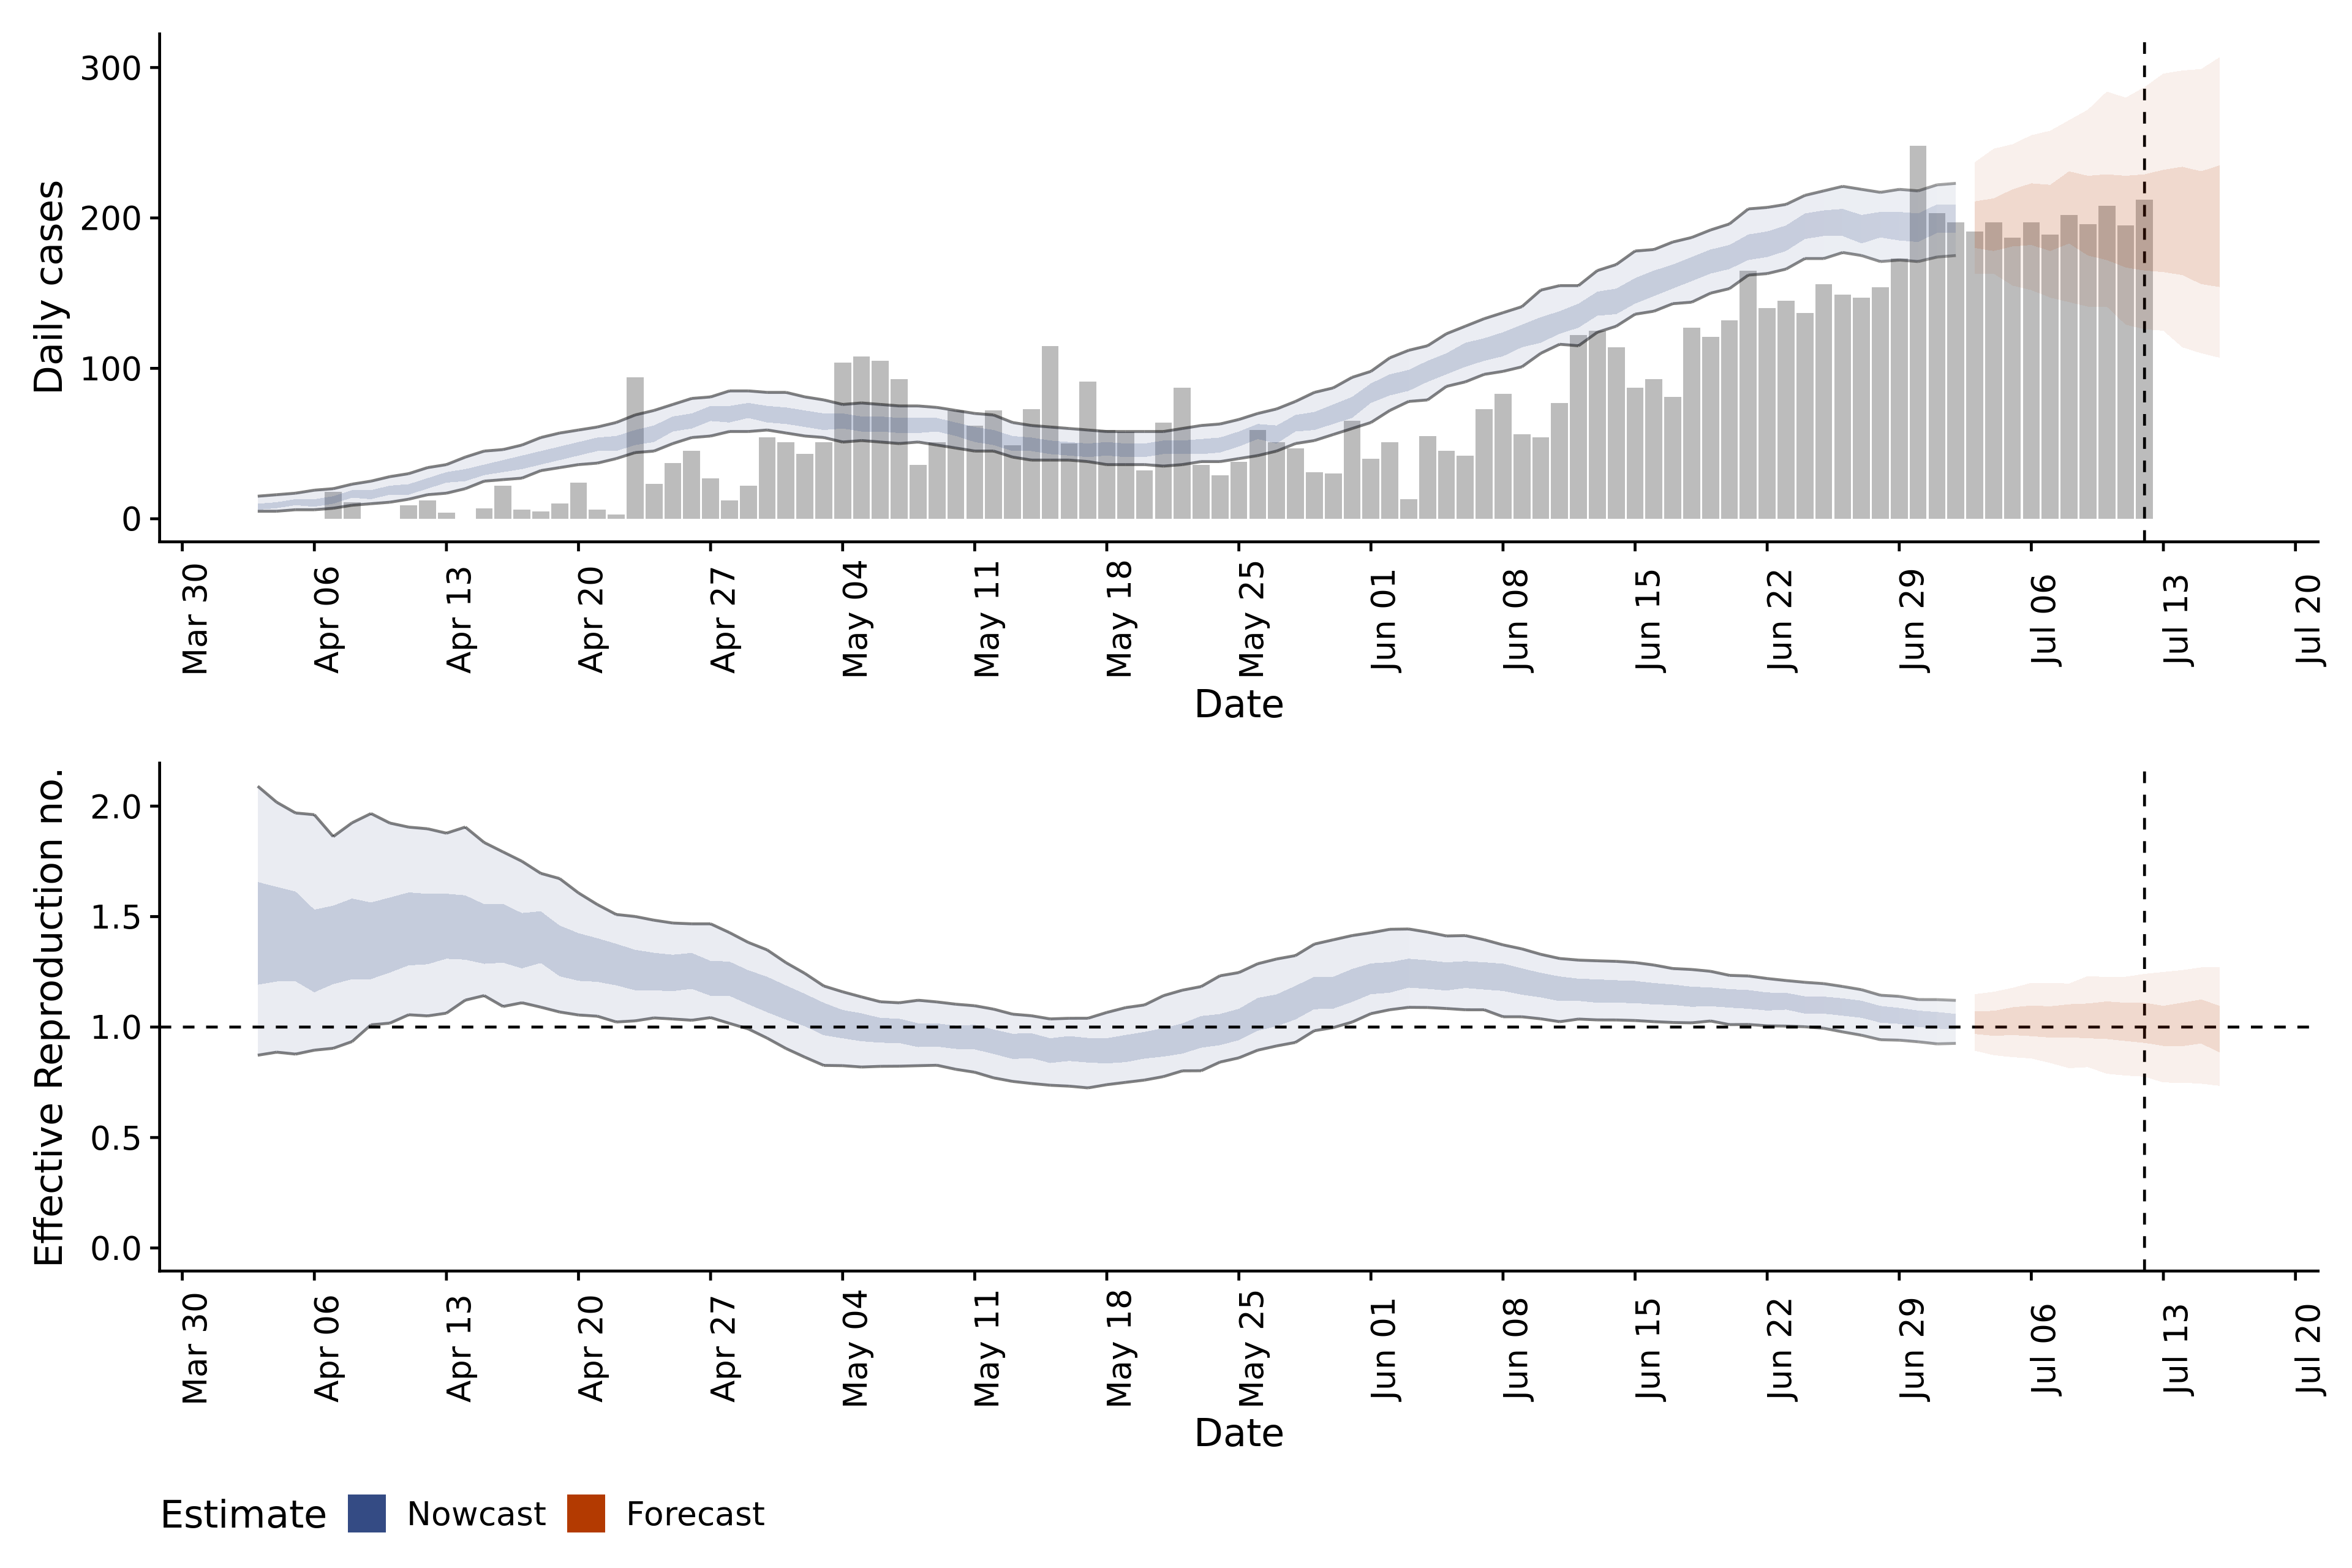 Daily cases
300
200
100
0
Mar 30 Apr 06 Apr 13 Apr 20 Apr 27 May 04 May 11 May 18 May 25 Jun 01 Jun 08 Jun 15 Jun 22 Jun 29 Jul 06 Jul 13 Jul 20
Date
Effective Reproduction no.
2.0
1.5
1.0
0.5
0.0
Mar 30 Apr 06 Apr 13 Apr 20 Apr 27 May 04 May 11 May 18 May 25 Jun 01 Jun 08 Jun 15 Jun 22 Jun 29 Jul 06 Jul 13 Jul 20
Date
Estimate Nowcast Forecast